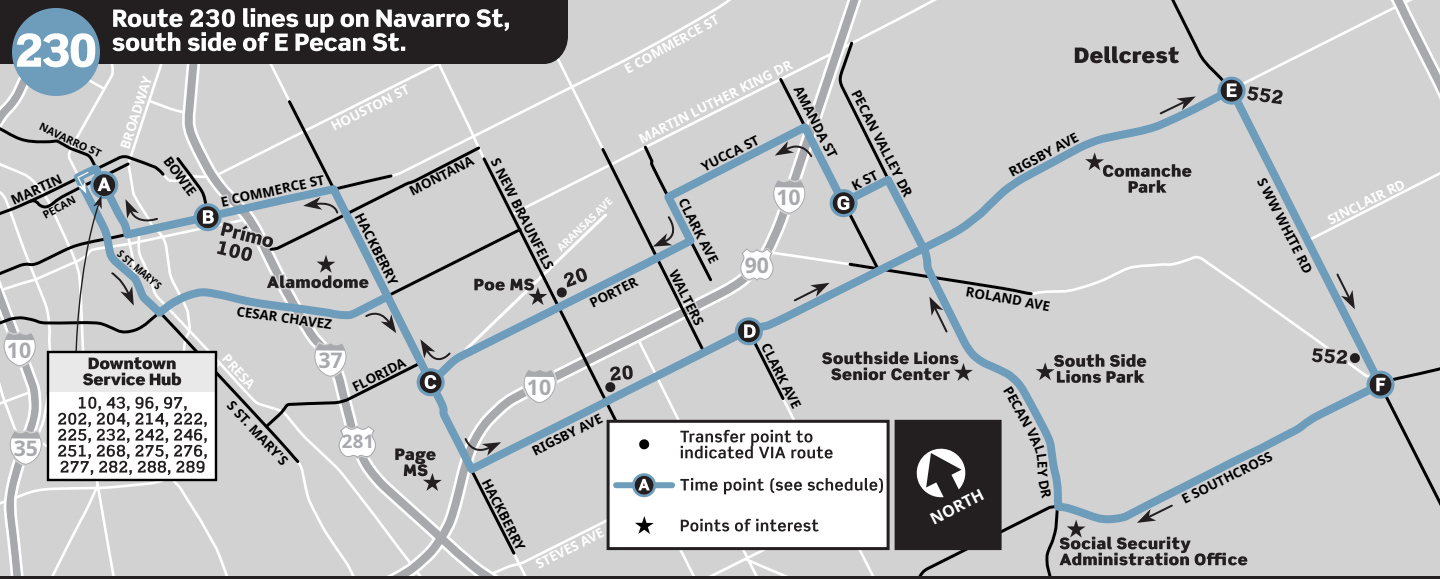 230
Route 230 lines up on Navarro St,
south side of E Pecan St.
E COMMERCE ST
Dellcrest
BROADWAY
HOUSTON ST
MARTIN LUTHER KING DR
AMANDA ST
PECAN VALLEY DR
E
552
NAVARRO ST
BOWIE
MARTIN
PECAN
A
B
E COMMERCE ST
Prímo
100
MONTANA
S NEW BRAUNFELS
ARANSAS AVE
YUCCA ST
10
K ST
G
RIGSBY AVE
Comanche
Park
S WW WHITE RD
SINCLAIR RD
S ST. MARY'S
Alamodome
HACKBERRY
CLARK AVE
90
Poe MS
20
PORTER
WALTERS
ROLAND AVE
CESAR CHAVEZ
D
CLARK AVE
10
37
PRESA
FLORIDA
C
10
20
RIGSBY AVE
Southside Lions
Senior Center
South Side
Lions Park
552
F
Downtown
Service Hub
10, 43, 96, 97,
202, 204, 214, 222,
225, 232, 242, 246,
251, 268, 275, 276,
277, 282, 288, 289
35
S ST. MARY'S
281
Page
MS
HACKBERRY
STEVES AVE
PECAN VALLEY DR
E SOUTHCROSS
Transfer point to
indicated VIA route
A
Time point (see schedule)
Points of interest
NORTH
Social Security
Administration Office